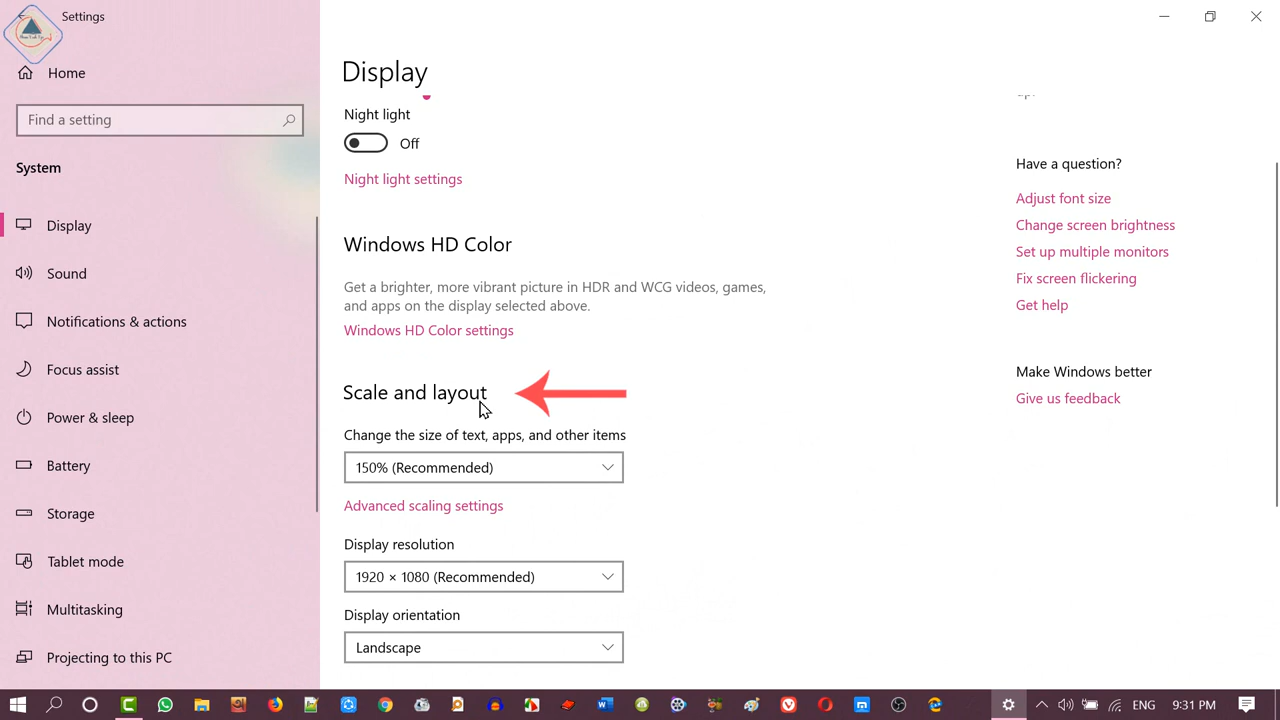 Settings
Home
Find a setting
System
Display
Sound
Notifications & actions
Focus assist
Power & sleep
Battery
Storage
Tablet mode
Multitasking
Projecting to this PC
Display
Night light
Off
Night light settings
Windows HD Color
Get a brighter, more vibrant picture in HDR and WCG videos, games,
and apps on the display selected above.
Windows HD Color settings
Scale and layout
Change the size of text, apps, and other items
150% (Recommended)
Advanced scaling settings
Display resolution
1920 × 1080 (Recommended)
Display orientation
Landscape
Have a question?
Adjust font size
Change screen brightness
Set up multiple monitors
Fix screen flickering
Get help
Make Windows better
Give us feedback
ENG
9:31 PM